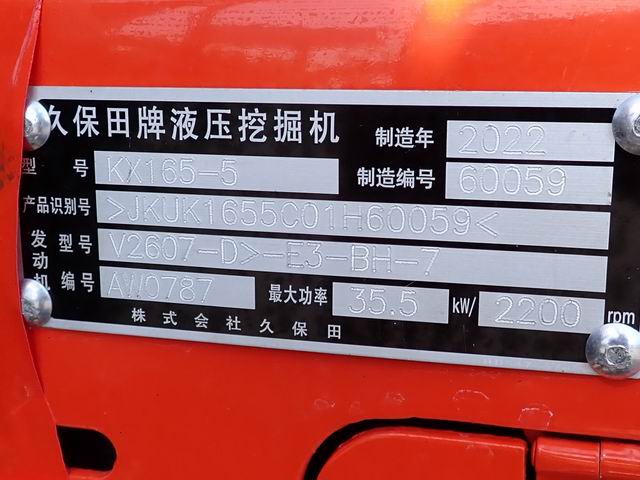 久保田牌液压挖掘机 制造年 2022
型号 KX165-5 制造编号 60059
产品识别号 >JKUK1655C01H60059<
发动机 型号 V2607-D>-E3-BH-7
编号 AW0787 最大功率 35.5 kW/ 2200 rpm
株式会社久保田